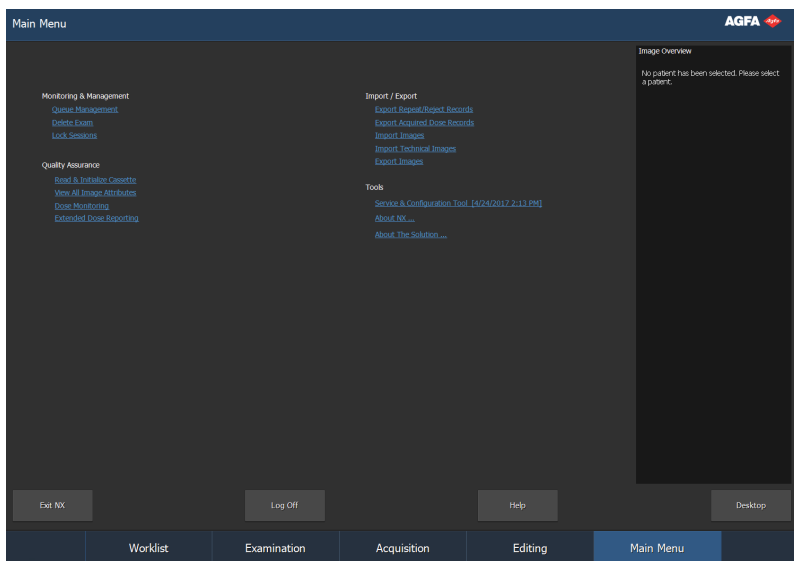 Main Menu
AGFA
Image Overview
No patient has been selected. Please select
a patient.
Monitoring & Management
Queue Management
Delete Exam
Lock Sessions
Quality Assurance
Read & Initialize Cassette
View All Image Attributes
Dose Monitoring
Extended Dose Reporting
Import / Export
Export Repeat/Reject Records
Export Acquired Dose Records
Import Images
Import Technical Images
Export Images
Tools
Service & Configuration Tool [4/24/2017 2:13 PM]
About NX ...
About The Solution ...
Exit NX
Log Off
Help
Desktop
Worklist
Examination
Acquisition
Editing
Main Menu